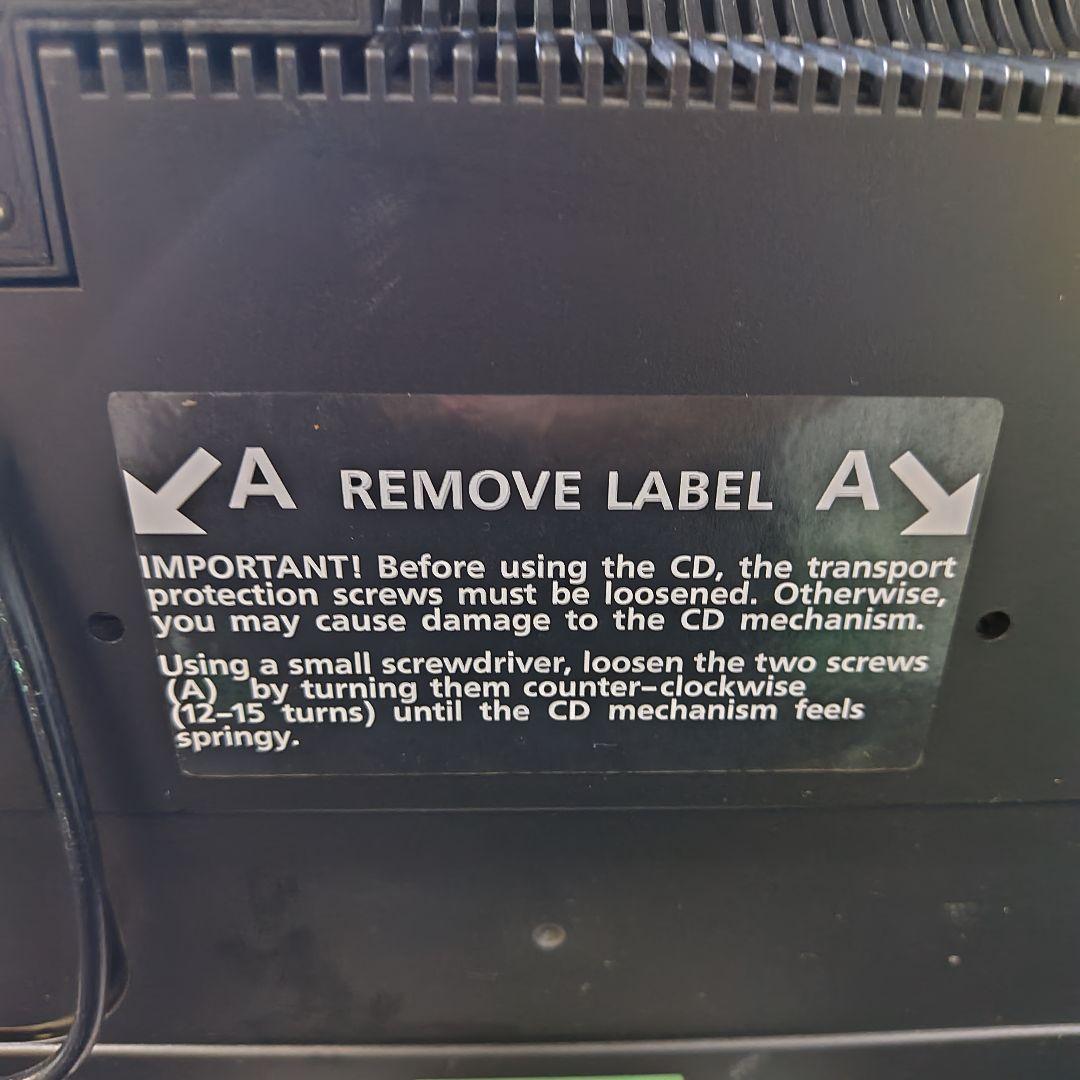 A REMOVE LABEL A
IMPORTANT! Before using the CD, the transport
protection screws must be loosened. Otherwise,
you may cause damage to the CD mechanism.
Using a small screwdriver, loosen the two screws
(A) by turning them counter-clockwise
(12-15 turns) until the CD mechanism feels
springy.